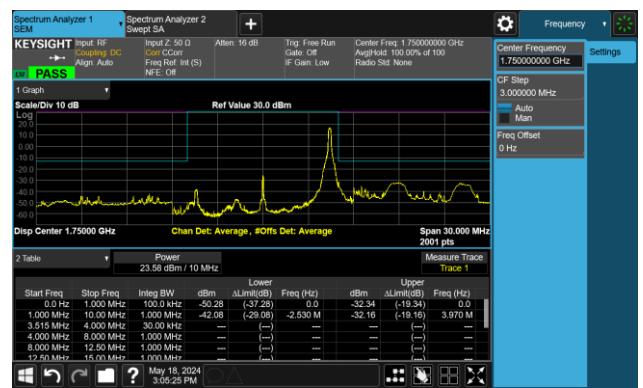 Spectrum Analyzer 1
SEM
Spectrum Analyzer 2
Swept SA
Frequency
KEYSIGHT
Input: RF
Coupling: DC
Align: Auto
Input Z: 50 Ω
Corr CCorr
Freq Ref: Int (S)
NFE: Off
Atten: 16 dB
Trig: Free Run
Gate: Off
IF Gain: Low
Center Freq: 1.750000000 GHz
Avg|Hold: 100.00% of 100
Radio Std: None
PASS
Center Frequency
1.750000000 GHz
Settings
CF Step
3.000000 MHz
Auto
Man
Freq Offset
0 Hz
1 Graph
Scale/Div 10 dB
Ref Value 30.0 dBm
Log
20.0
10.0
0.00
-10.0
-20.0
-30.0
-40.0
-50.0
-60.0
Disp Center 1.75000 GHz
Chan Det: Average, #Offs Det: Average
Span 30.000 MHz
2001 pts
2 Table
Power
23.58 dBm / 10 MHz
Measure Trace
Trace 1
Lower Upper
Start Freq Stop Freq Integ BW dBm ΔLimit(dB) Freq (Hz) dBm ΔLimit(dB) Freq (Hz)
0.0 Hz 1.000 MHz 100.0 kHz -50.28 (-37.28) 0.0 -32.34 (-19.34) 0.0
1.000 MHz 10.00 MHz 1.000 MHz -42.08 (-29.08) -2.530 M -32.16 (-19.16) 3.970 M
3.515 MHz 4.000 MHz 30.00 kHz --- (---) --- --- (---) ---
4.000 MHz 8.000 MHz 1.000 MHz --- (---) --- --- (---) ---
8.000 MHz 12.50 MHz 1.000 MHz --- (---) --- --- (---) ---
12.50 MHz 15.00 MHz 1.000 MHz --- (---) --- --- (---) ---
May 18, 2024
3:05:25 PM